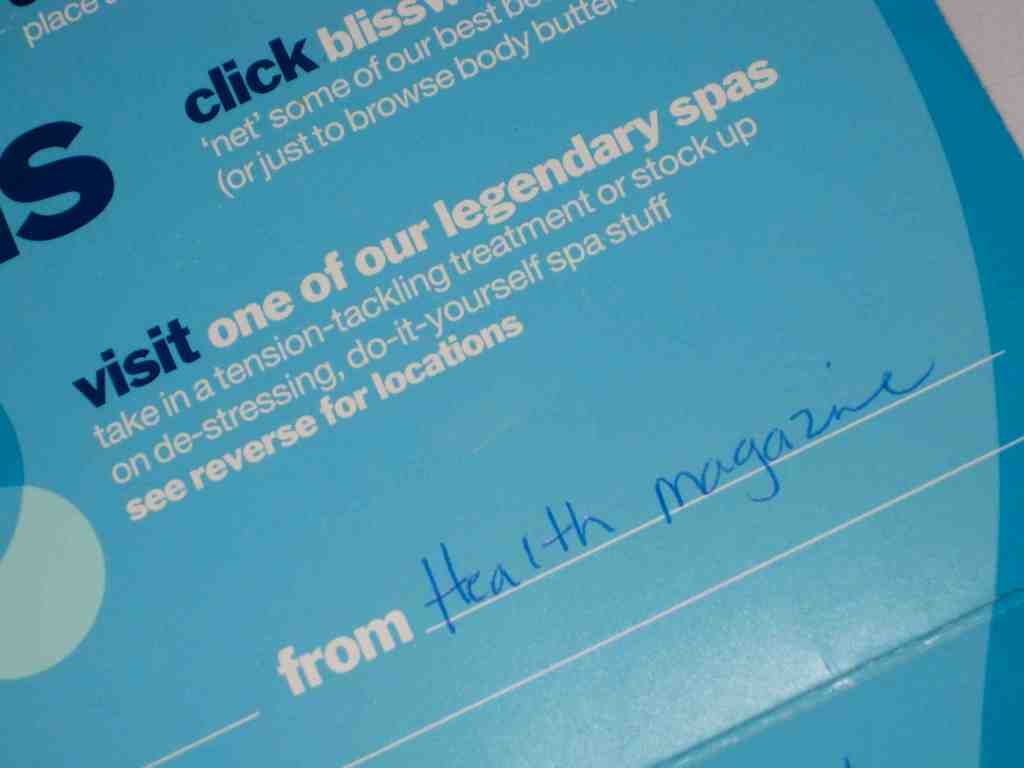 place
click
'net' some of our best
(or just to browse body butter
visit one of our legendary spas
take in a tension-tackling treatment or stock up
on de-stressing, do-it-yourself spa stuff
see reverse for locations
from Health magazine